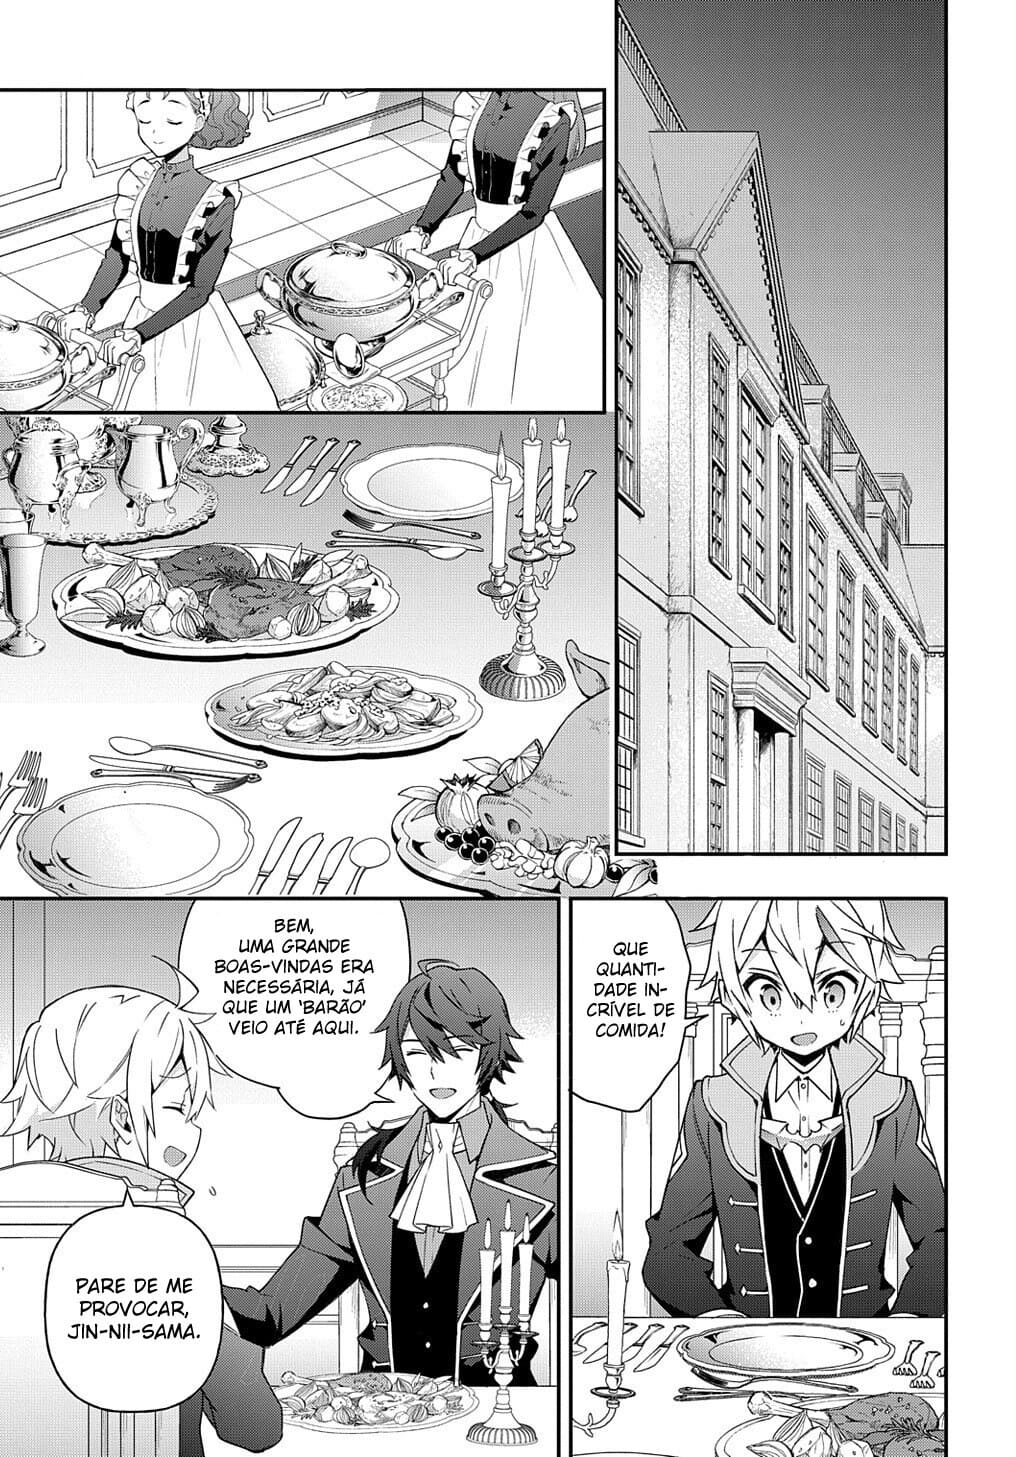 QUE
QUANTI-
DADE IN-
CRÍVEL DE
COMIDA!
BEM,
UMA GRANDE
BOAS-VINDAS ERA
NECESSÁRIA, JÁ
QUE UM 'BARÃO'
VEIO ATÉ AQUI.
PARE DE ME
PROVOCAR,
JIN-NII-SAMA.